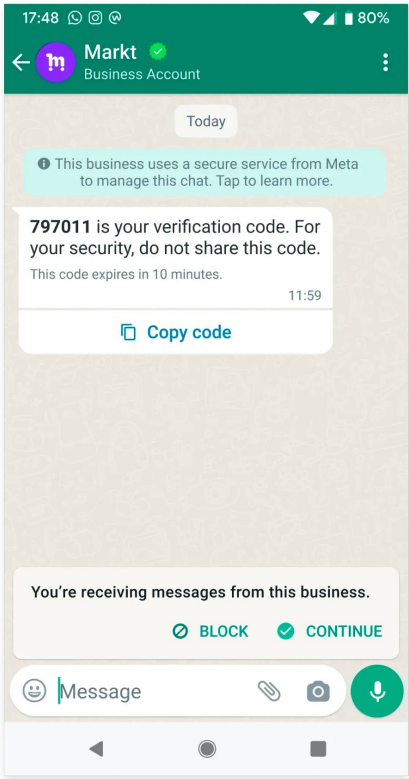 17:48 80%
Markt
Business Account
Today
This business uses a secure service from Meta
to manage this chat. Tap to learn more.
797011 is your verification code. For
your security, do not share this code.
This code expires in 10 minutes.
11:59
Copy code
You’re receiving messages from this business.
BLOCK CONTINUE
Message